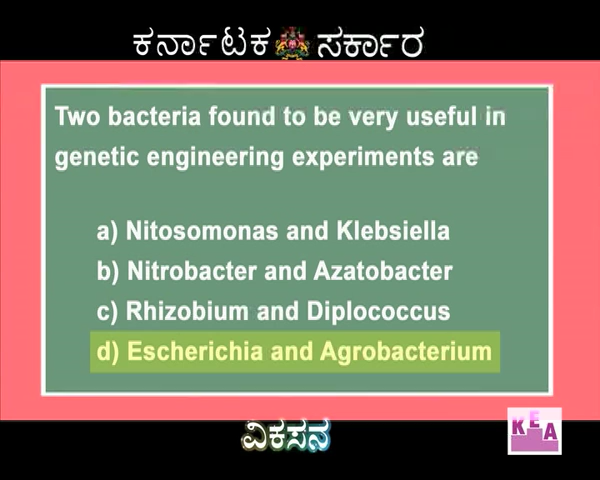 ಕರ್ನಾಟಕ ಸರ್ಕಾರ
Two bacteria found to be very useful in
genetic engineering experiments are
a) Nitosomonas and Klebsiella
b) Nitrobacter and Azatobacter
c) Rhizobium and Diplococcus
d) Escherichia and Agrobacterium
ವಿಕಸನ
KEA